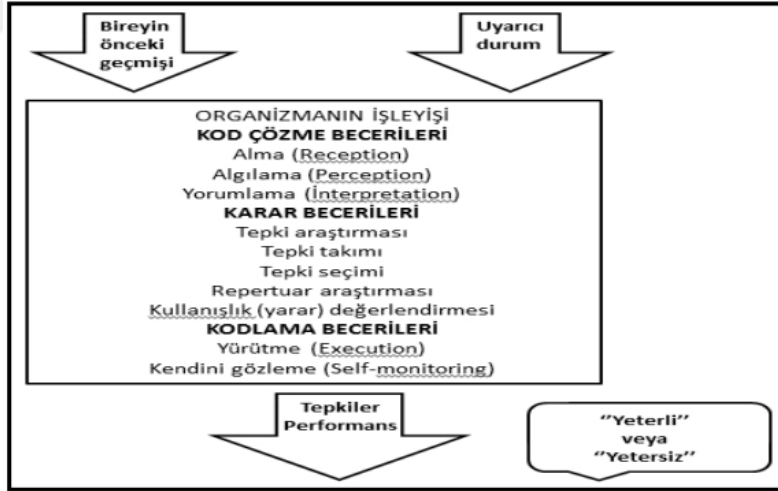 Bireyin
önceki
geçmişi
Uyarıcı
durum
ORGANİZMANIN İŞLEYİŞİ
KOD ÇÖZME BECERİLERİ
Alma (Reception)
Algılama (Perception)
Yorumlama (İnterpretation)
KARAR BECERİLERİ
Tepki araştırması
Tepki takımı
Tepki seçimi
Repertuar araştırması
Kullanışlık (yarar) değerlendirmesi
KODLAMA BECERİLERİ
Yürütme (Execution)
Kendini gözleme (Self-monitoring)
Tepkiler
Performans
‘’Yeterli’’
veya
‘’Yetersiz’’